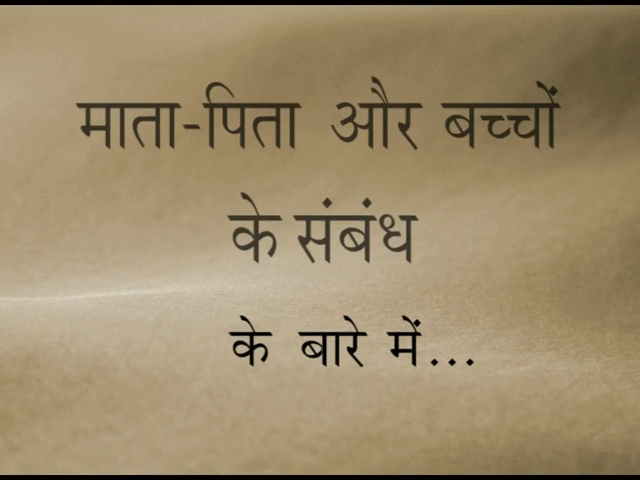 माता-पिता और बच्चों
के संबंध
के बारे में...